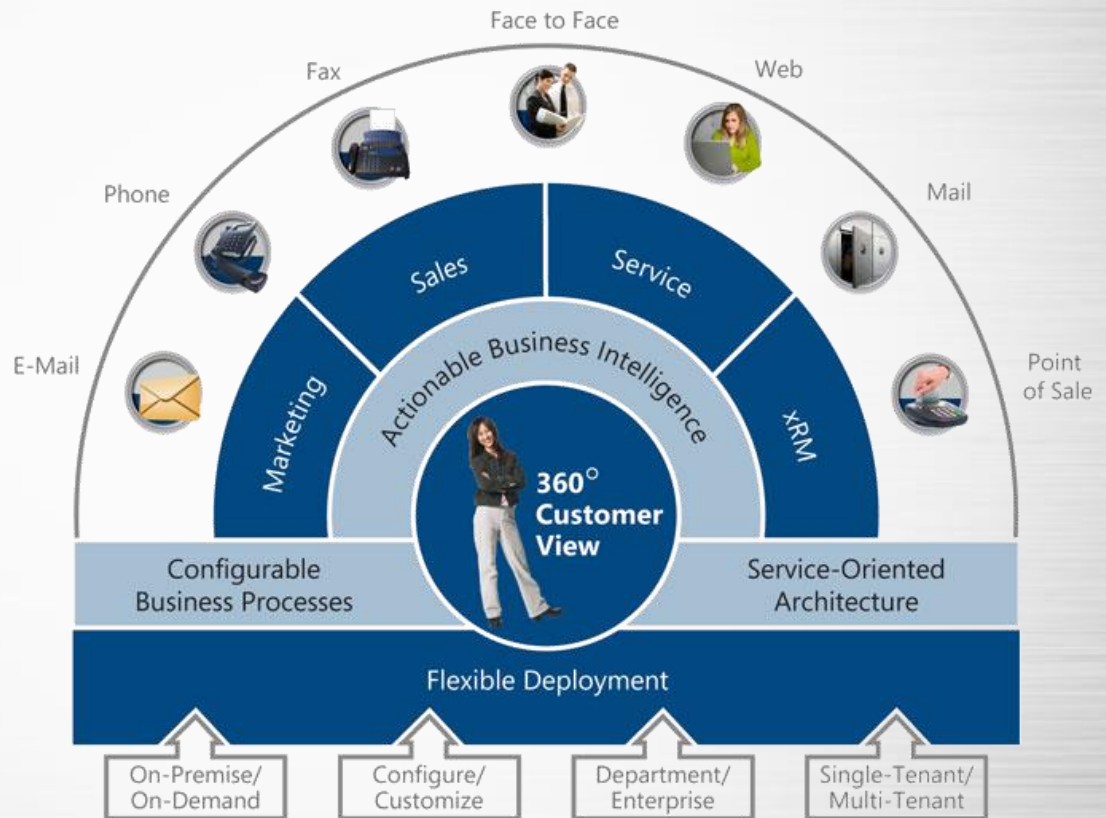 Face to Face
Fax
Web
Phone
Mail
E-Mail
Point
of Sale
Sales
Service
Marketing
xRM
Actionable Business Intelligence
360°
Customer
View
Configurable
Business Processes
Service-Oriented
Architecture
Flexible Deployment
On-Premise/
On-Demand
Configure/
Customize
Department/
Enterprise
Single-Tenant/
Multi-Tenant